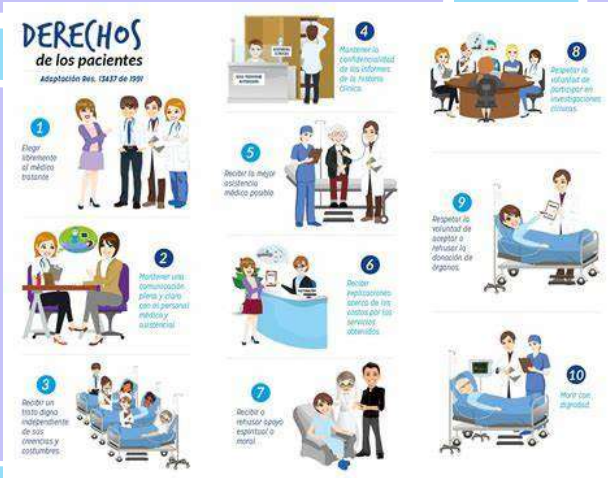 DERECHOS
de los pacientes
Adaptación Res. 13437 de 1991
1
Elegir
libremente
al médico
tratante
2
Mantener una
comunicación
plena y clara
con el personal
médico y
asistencial
3
Recibir un
trato digno
independiente
de sus
creencias y
costumbres.
4
Mantener la
confidencialidad
de los informes
de la historia
clínica.
5
Recibir la mejor
asistencia
médica posible
6
Recibir
explicaciones
acerca de los
costos por los
servicios
obtenidos.
7
Recibir o
rehusar apoyo
espiritual o
moral
8
Respetar la
voluntad de
participar en
investigaciones
clínicas.
9
Respetar la
voluntad de
aceptar o
rehusar la
donación de
órganos.
10
Morir con
dignidad